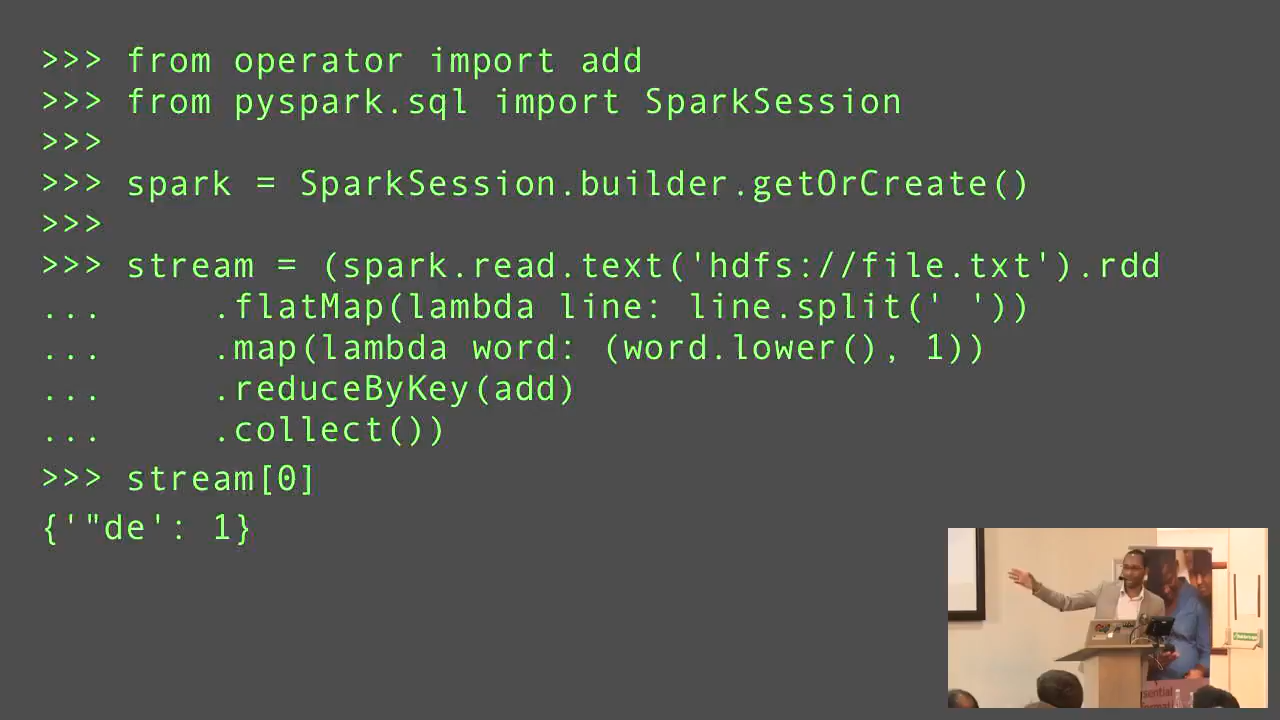 >>> from operator import add
>>> from pyspark.sql import SparkSession
>>>
>>> spark = SparkSession.builder.getOrCreate()
>>>
>>> stream = (spark.read.text('hdfs://file.txt').rdd
...     .flatMap(lambda line: line.split(' '))
...     .map(lambda word: (word.lower(), 1))
...     .reduceByKey(add)
...     .collect())
>>> stream[0]
{'"de': 1}